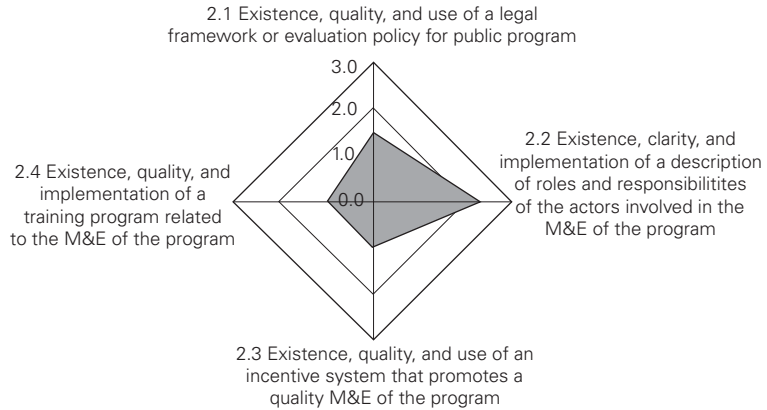 2.1 Existence, quality, and use of a legal
framework or evaluation policy for public program
3.0
2.0
1.0
0.0
2.2 Existence, clarity, and
implementation of a description
of roles and responsibilitites
of the actors involved in the
M&E of the program
2.4 Existence, quality, and
implementation of a
training program related
to the M&E of the program
2.3 Existence, quality, and use of an
incentive system that promotes a
quality M&E of the program